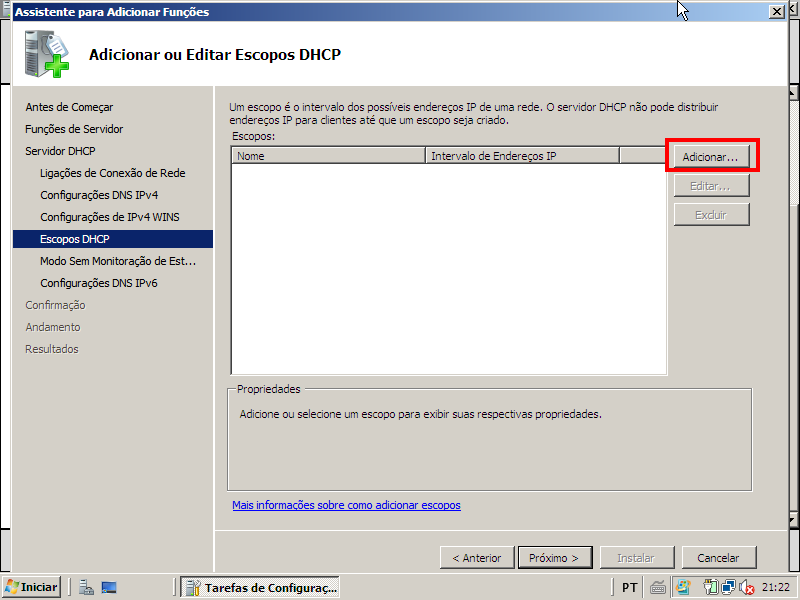 Assistente para Adicionar Funções
Adicionar ou Editar Escopos DHCP
Antes de Começar
Funções de Servidor
Servidor DHCP
Ligações de Conexão de Rede
Configurações DNS IPv4
Configurações de IPv4 WINS
Escopos DHCP
Modo Sem Monitoração de Est...
Configurações DNS IPv6
Confirmação
Andamento
Resultados
Um escopo é o intervalo dos possíveis endereços IP de uma rede. O servidor DHCP não pode distribuir
endereços IP para clientes até que um escopo seja criado.
Escopos:
Nome
Intervalo de Endereços IP
Adicionar...
Editar...
Excluir
Propriedades
Adicione ou selecione um escopo para exibir suas respectivas propriedades.
Mais informações sobre como adicionar escopos
< Anterior
Próximo >
Instalar
Cancelar
Iniciar
Tarefas de Configuraç...
PT
21:22